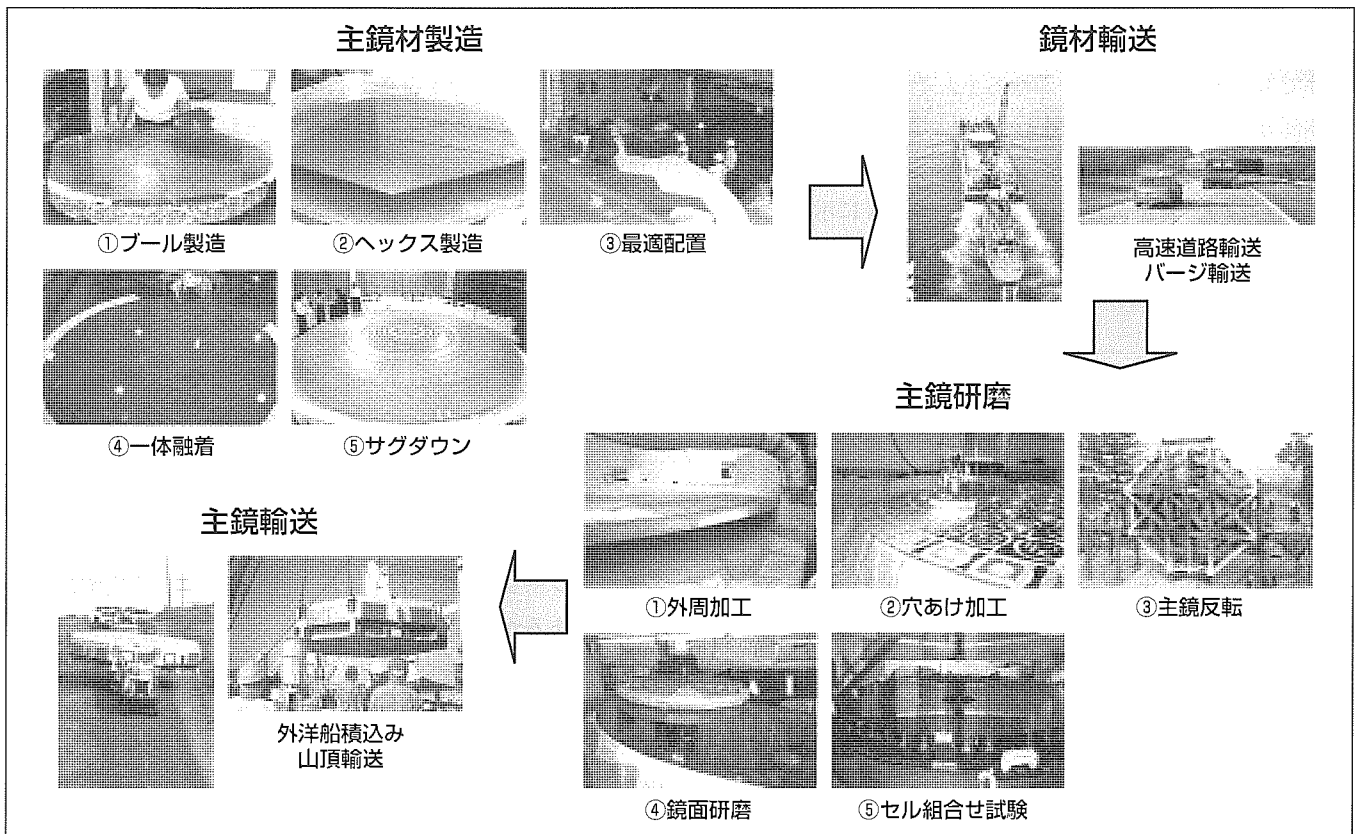 主鏡材製造
①ブール製造
②ヘックス製造
③最適配置
④一体融着
⑤サグダウン
鏡材輸送
高速道路輸送
バージ輸送
主鏡研磨
①外周加工
②穴あけ加工
③主鏡反転
④鏡面研磨
⑤セル組合せ試験
主鏡輸送
外洋船積込み
山頂輸送